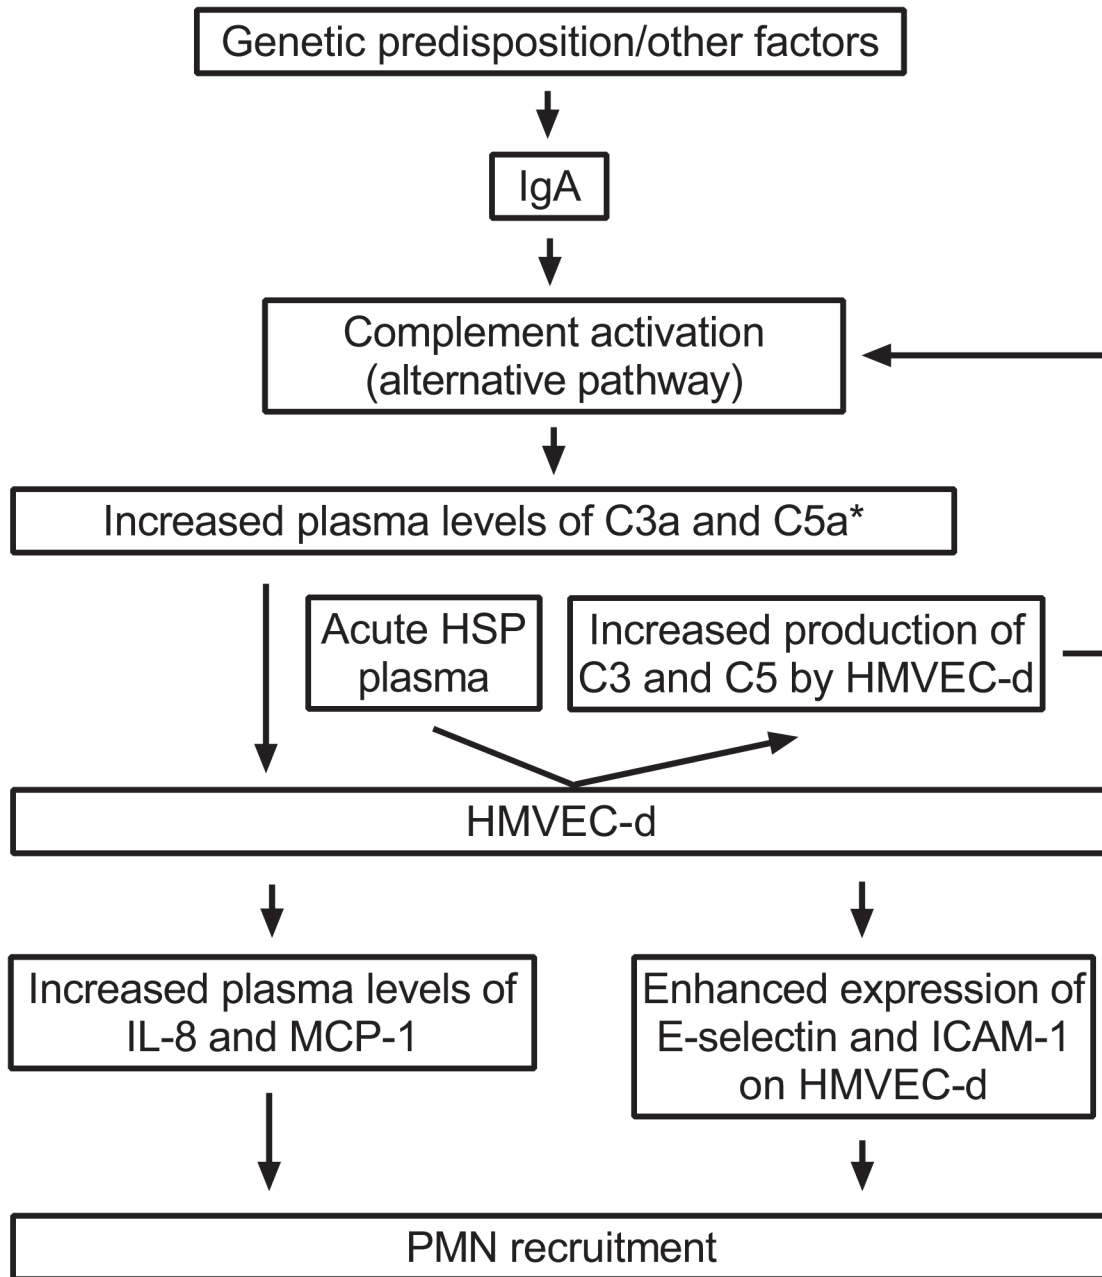 Genetic predisposition/other factors
IgA
Complement activation
(alternative pathway)
Increased plasma levels of C3a and C5a*
Acute HSP
plasma
Increased production of
C3 and C5 by HMVEC-d
HMVEC-d
Increased plasma levels of
IL-8 and MCP-1
Enhanced expression of
E-selectin and ICAM-1
on HMVEC-d
PMN recruitment